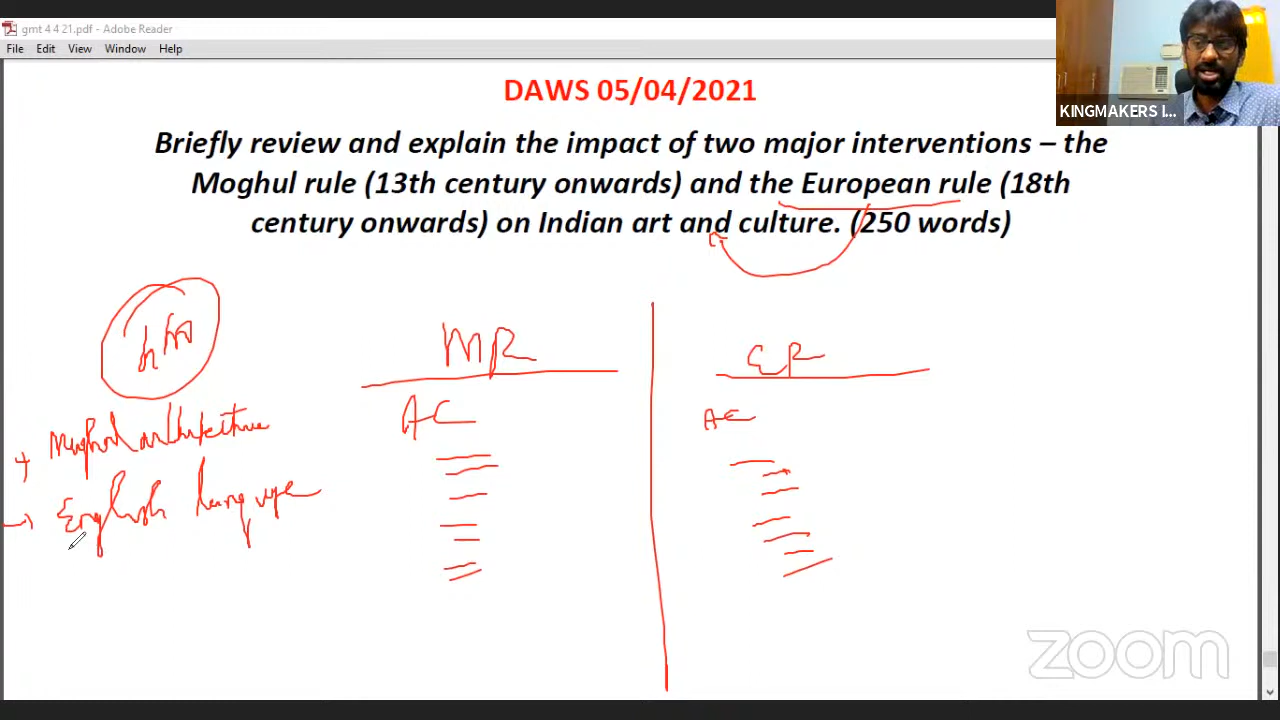 gmt 4 4 21.pdf - Adobe Reader
File Edit View Window Help
KINGMAKERS I...
DAWS 05/04/2021
Briefly review and explain the impact of two major interventions – the
Moghul rule (13th century onwards) and the European rule (18th
century onwards) on Indian art and culture. (250 words)
MR
ER
AC
AC
Moghul architecture
English language
zoom